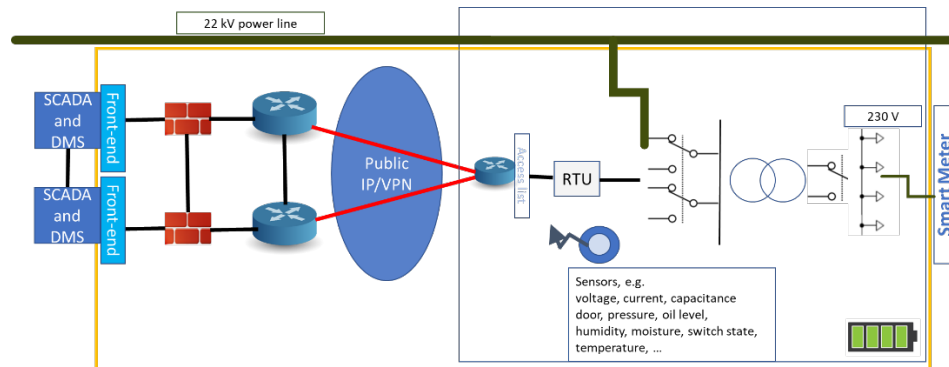 22 kV power line
SCADA
and
DMS
Front-end
SCADA
and
DMS
Front-end
Public
IP/VPN
Access list
RTU
230 V
Smart Meter
Sensors, e.g.
voltage, current, capacitance
door, pressure, oil level,
humidity, moisture, switch state,
temperature, ...